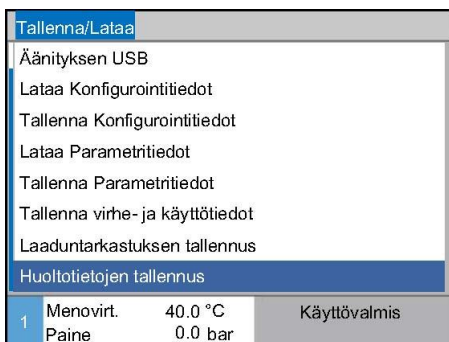 Tallenna/Lataa
Äänityksen USB
Lataa Konfigurointitiedot
Tallenna Konfigurointitiedot
Lataa Parametritiedot
Tallenna Parametritiedot
Tallenna virhe- ja käyttötiedot
Laaduntarkastuksen tallennus
Huoltotietojen tallennus
1 Menovirt. 40.0 °C Käyttövalmis
Paine 0.0 bar